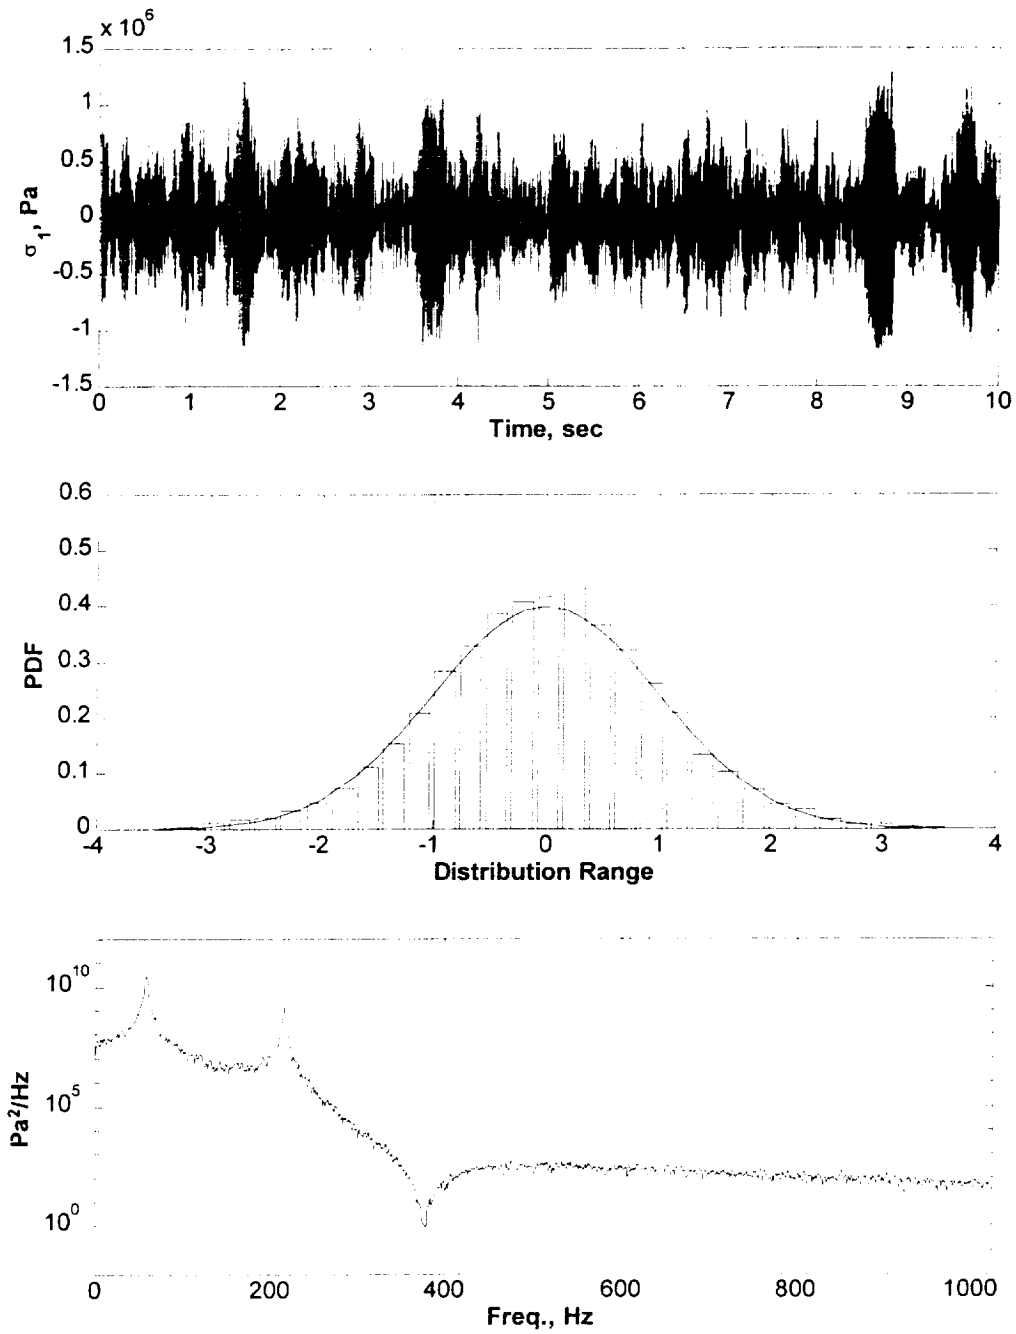 x 10^6
1.5
1
0.5
0
-0.5
-1
-1.5
σ_1, Pa
0 1 2 3 4 5 6 7 8 9 10
Time, sec
0.6
0.5
0.4
0.3
0.2
0.1
0
PDF
-4 -3 -2 -1 0 1 2 3 4
Distribution Range
10^10
10^5
10^0
Pa^2/Hz
0 200 400 600 800 1000
Freq., Hz